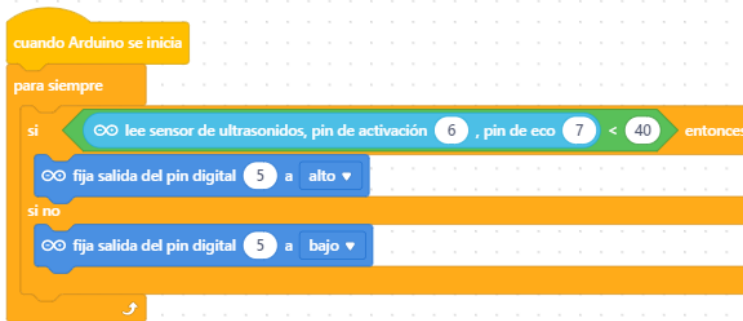 cuando Arduino se inicia
para siempre
si lee sensor de ultrasonidos, pin de activación 6 , pin de eco 7 < 40 entonces
fija salida del pin digital 5 a alto
si no
fija salida del pin digital 5 a bajo